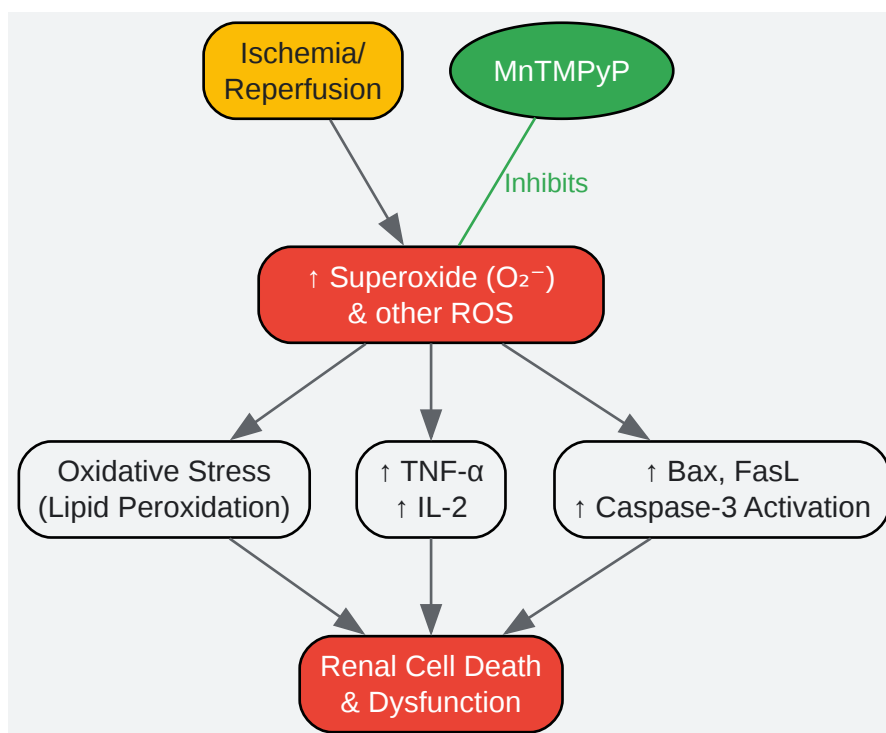 Ischemia/
Reperfusion
MnTMPyP
Inhibits
↑ Superoxide (O₂⁻)
& other ROS
Oxidative Stress
(Lipid Peroxidation)
↑ TNF-α
↑ IL-2
↑ Bax, FasL
↑ Caspase-3 Activation
Renal Cell Death
& Dysfunction